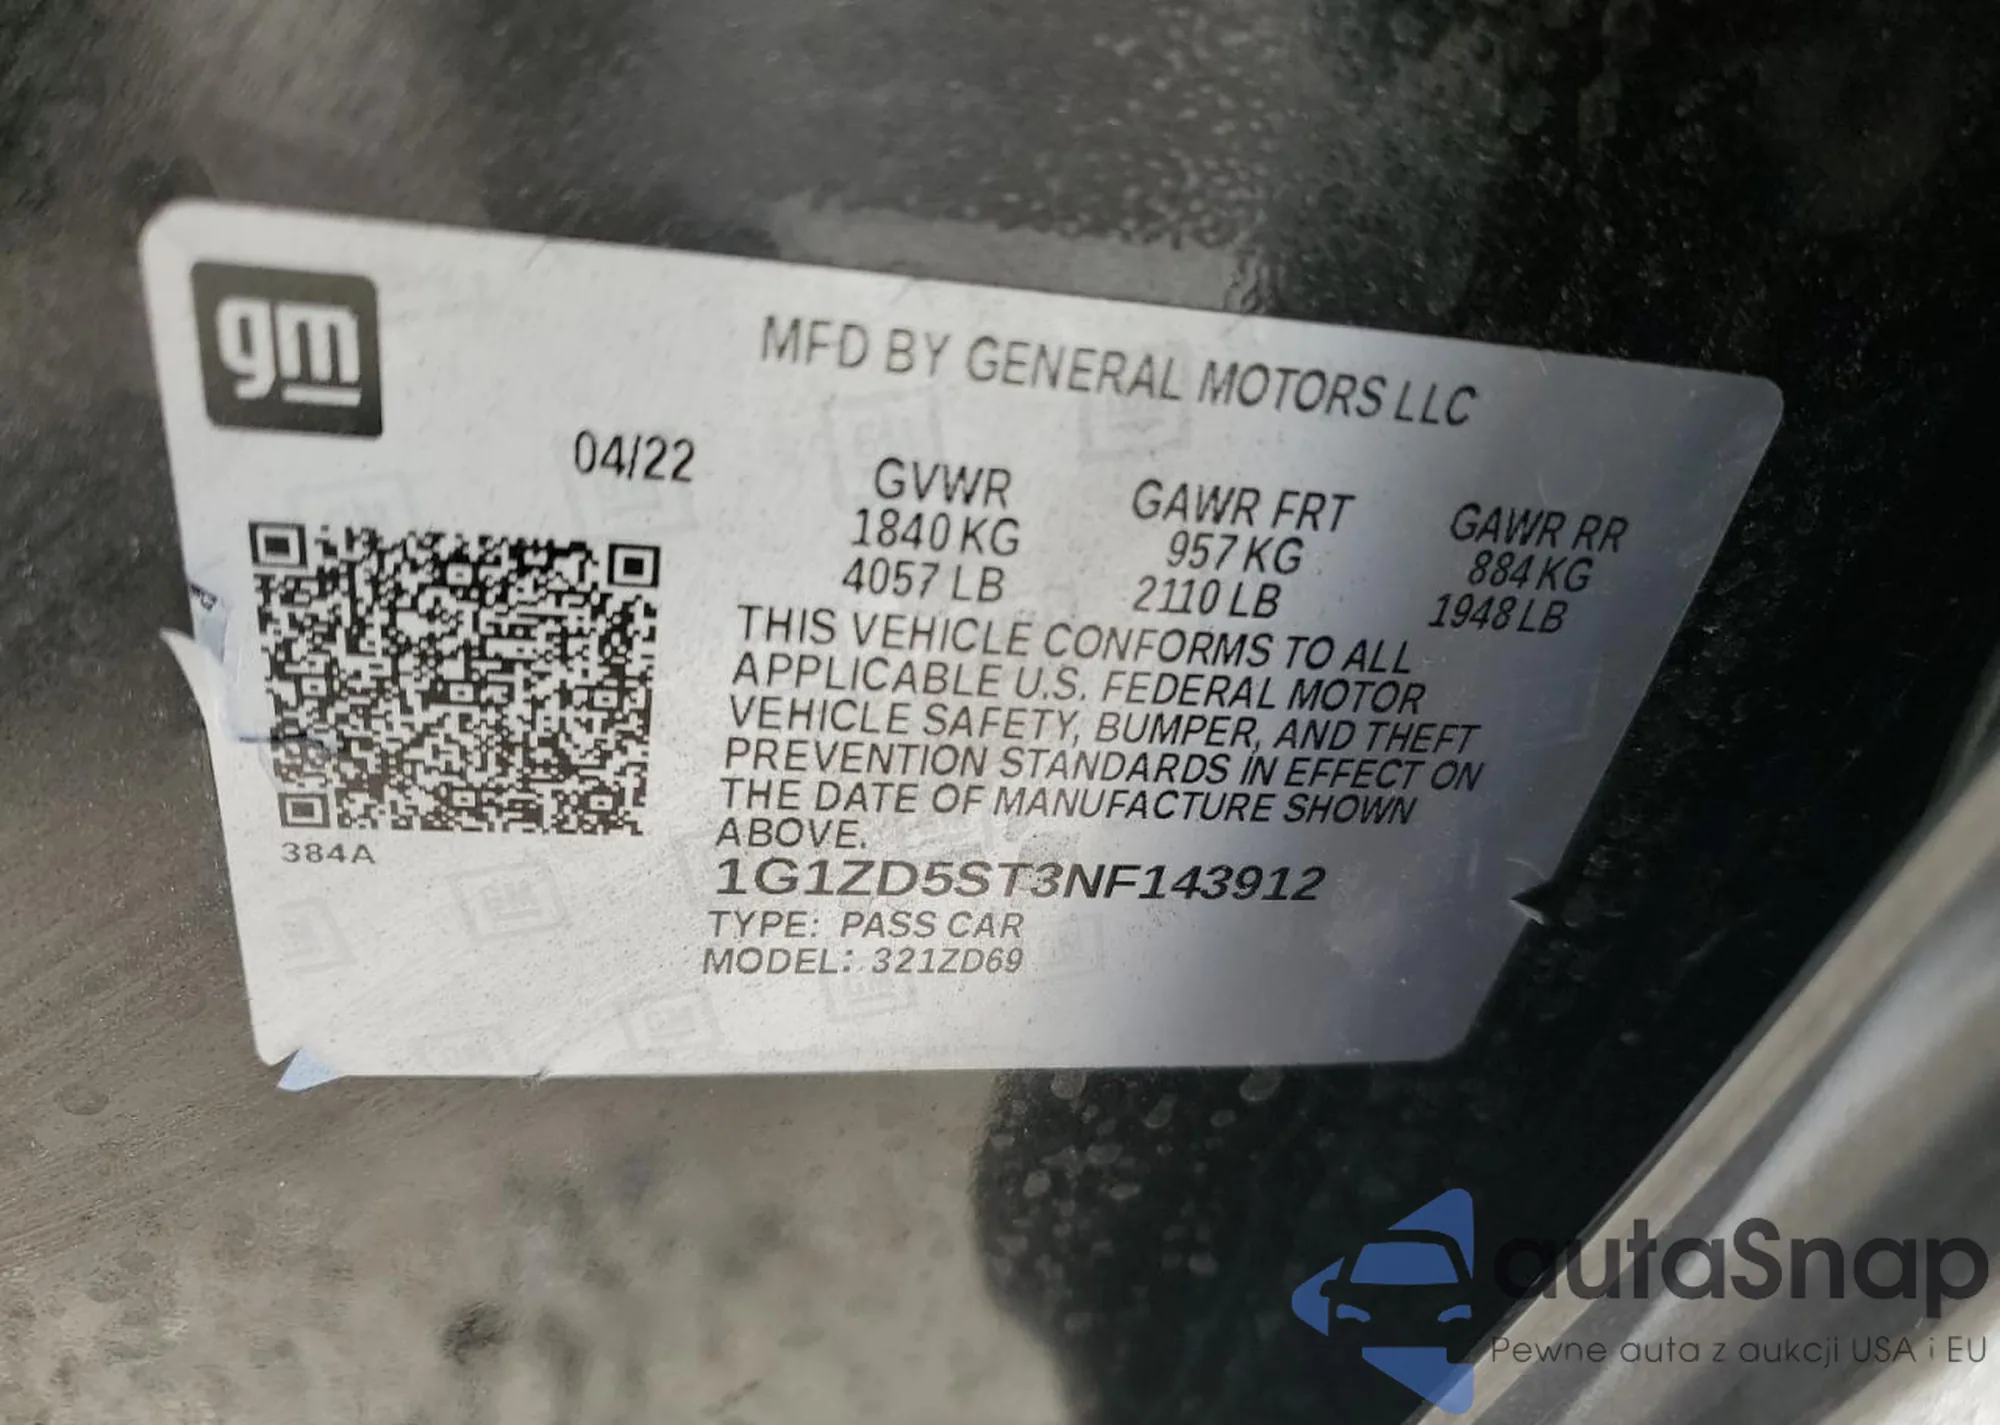 gm
MFD BY GENERAL MOTORS LLC
04/22
GVWR
1840 KG
4057 LB
GAWR FRT
957 KG
2110 LB
GAWR RR
884 KG
1948 LB
THIS VEHICLE CONFORMS TO ALL
APPLICABLE U.S. FEDERAL MOTOR
VEHICLE SAFETY, BUMPER, AND THEFT
PREVENTION STANDARDS IN EFFECT ON
THE DATE OF MANUFACTURE SHOWN
ABOVE.
384A
1G1ZD5ST3NF143912
TYPE: PASS CAR
MODEL: 321ZD69
autaSnap
Pewne auta z aukcji USA i EU